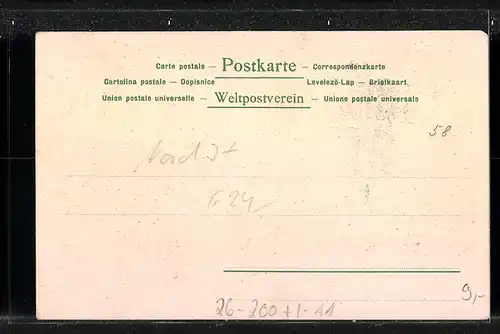 Carte postale — Postkarte — Correspondenzkarte
Cartolina postale — Dopisnice Levelező-Lap — Briefkaart
Union postale universelle — Weltpostverein — Unione postale universale
58
9,-
26-200+1-11